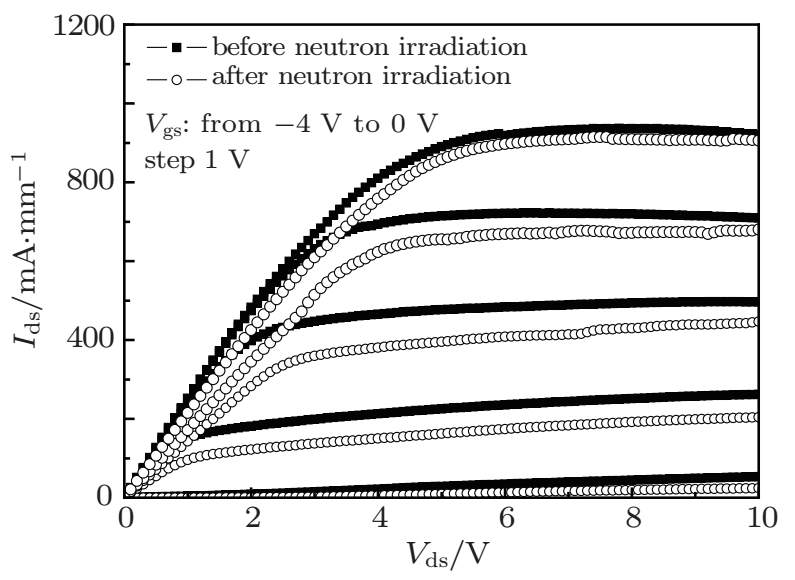 1200
800
400
0
I_ds/mA·mm⁻¹
—■— before neutron irradiation
—○— after neutron irradiation
V_gs: from −4 V to 0 V
step 1 V
0 2 4 6 8 10
V_ds/V